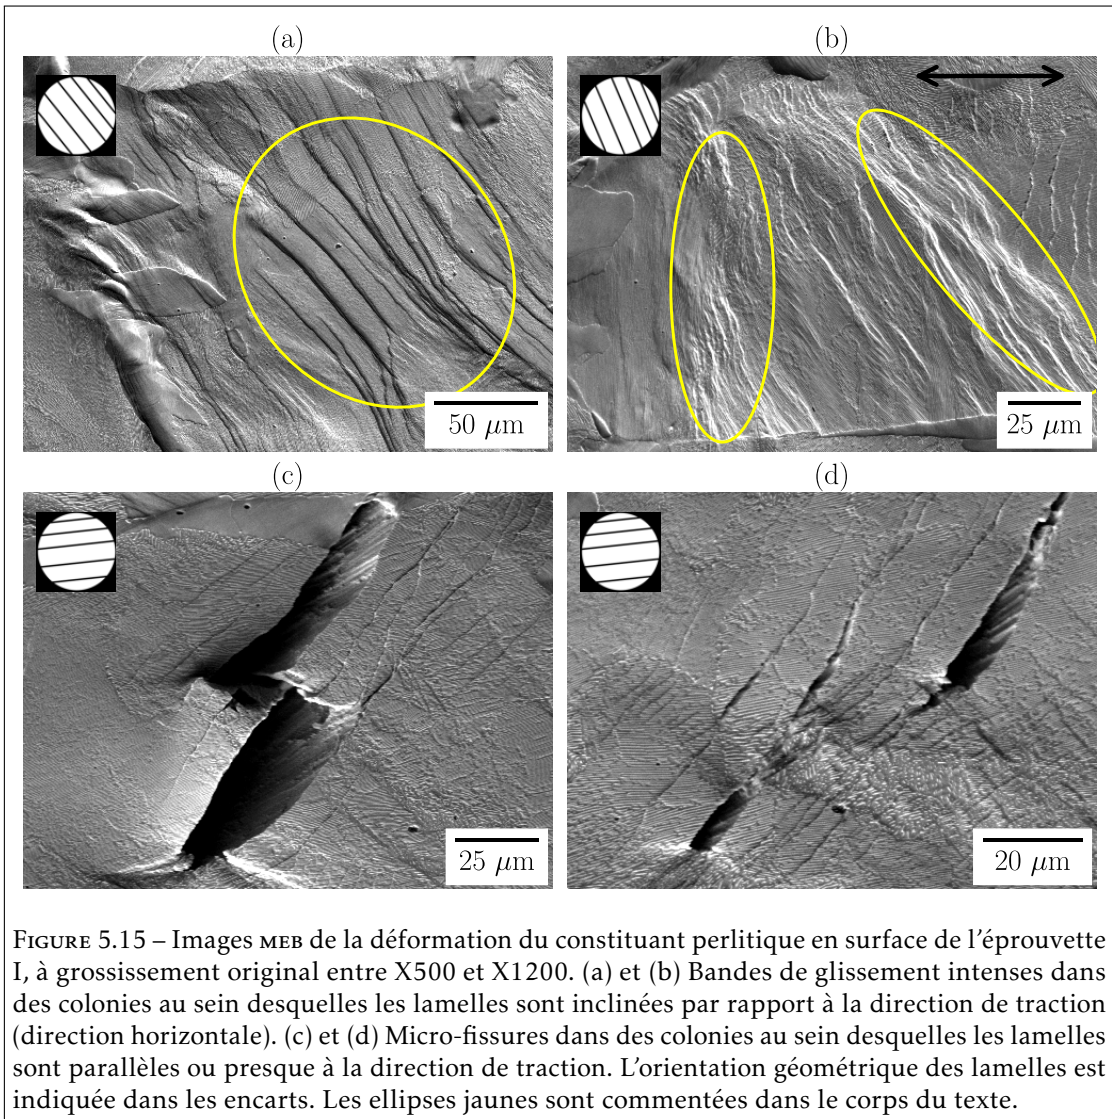 (a)
(b)
50 μm
25 μm
(c)
(d)
25 μm
20 μm
FIGURE 5.15 – Images MEB de la déformation du constituant perlitique en surface de l’éprouvette
I, à grossissement original entre X500 et X1200. (a) et (b) Bandes de glissement intenses dans
des colonies au sein desquelles les lamelles sont inclinées par rapport à la direction de traction
(direction horizontale). (c) et (d) Micro-fissures dans des colonies au sein desquelles les lamelles
sont parallèles ou presque à la direction de traction. L’orientation géométrique des lamelles est
indiquée dans les encarts. Les ellipses jaunes sont commentées dans le corps du texte.